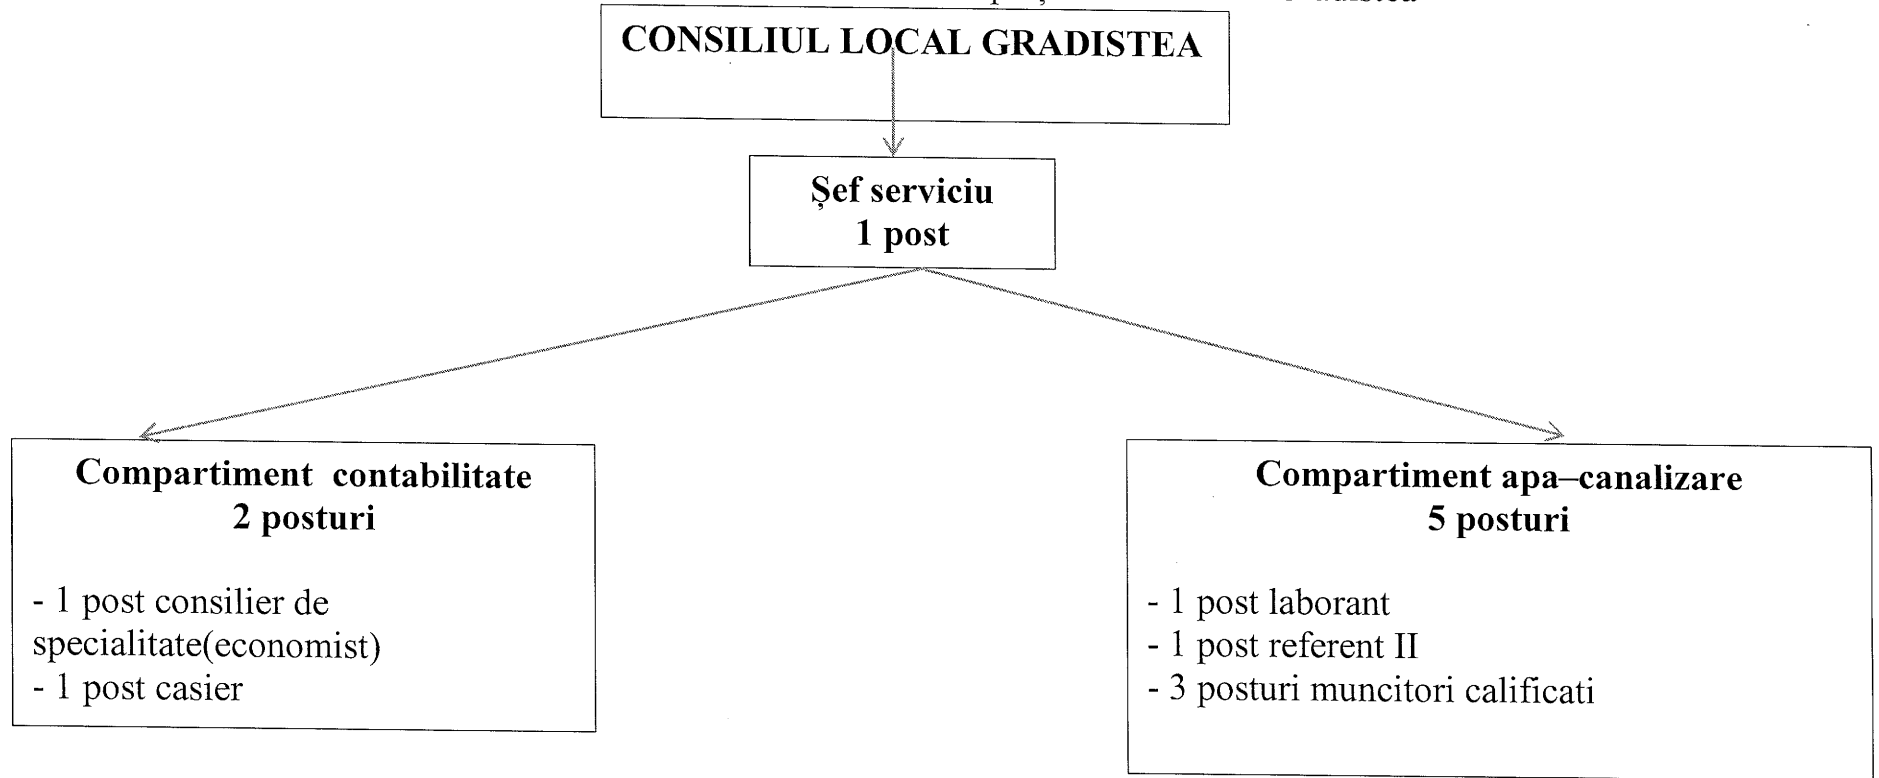 CONSILIUL LOCAL GRADISTEA
Șef serviciu
1 post
Compartiment contabilitate
2 posturi
- 1 post consilier de
specialitate(economist)
- 1 post casier
Compartiment apa–canalizare
5 posturi
- 1 post laborant
- 1 post referent II
- 3 posturi muncitori calificati